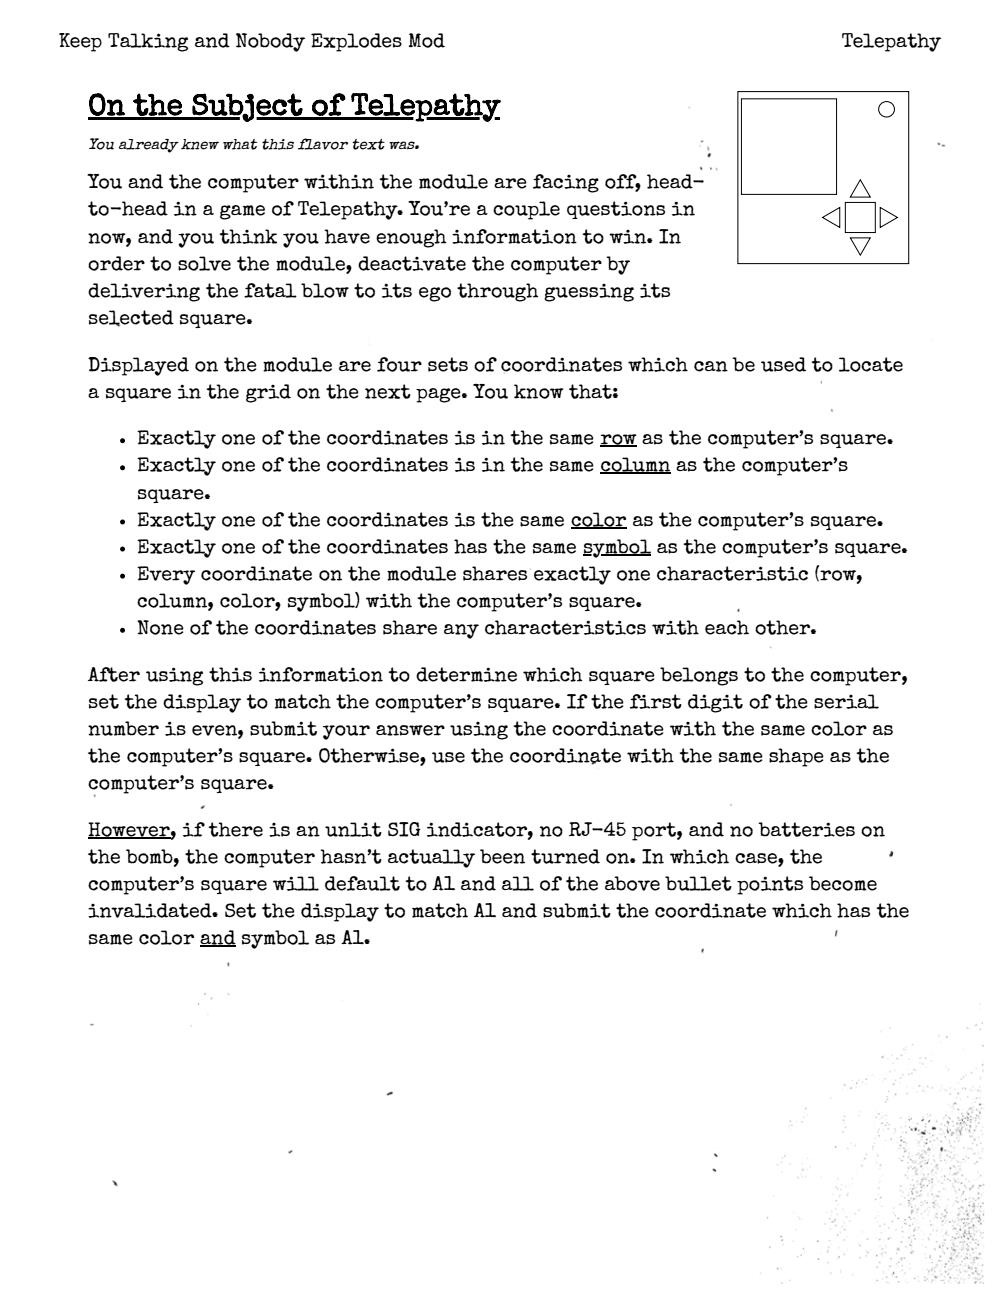 Keep Talking and Nobody Explodes Mod
Telepathy
On the Subject of Telepathy
You already knew what this flavor text was.
You and the computer within the module are facing off, head-
to-head in a game of Telepathy. You're a couple questions in
now, and you think you have enough information to win. In
order to solve the module, deactivate the computer by
delivering the fatal blow to its ego through guessing its
selected square.
Displayed on the module are four sets of coordinates which can be used to locate
a square in the grid on the next page. You know that:
• Exactly one of the coordinates is in the same row as the computer's square.
• Exactly one of the coordinates is in the same column as the computer's
square.
• Exactly one of the coordinates is the same color as the computer's square.
• Exactly one of the coordinates has the same symbol as the computer's square.
• Every coordinate on the module shares exactly one characteristic (row,
column, color, symbol) with the computer's square.
• None of the coordinates share any characteristics with each other.
After using this information to determine which square belongs to the computer,
set the display to match the computer's square. If the first digit of the serial
number is even, submit your answer using the coordinate with the same color as
the computer's square. Otherwise, use the coordinate with the same shape as the
computer's square.
However, if there is an unlit SIG indicator, no RJ-45 port, and no batteries on
the bomb, the computer hasn't actually been turned on. In which case, the
computer's square will default to A1 and all of the above bullet points become
invalidated. Set the display to match A1 and submit the coordinate which has the
same color and symbol as A1.